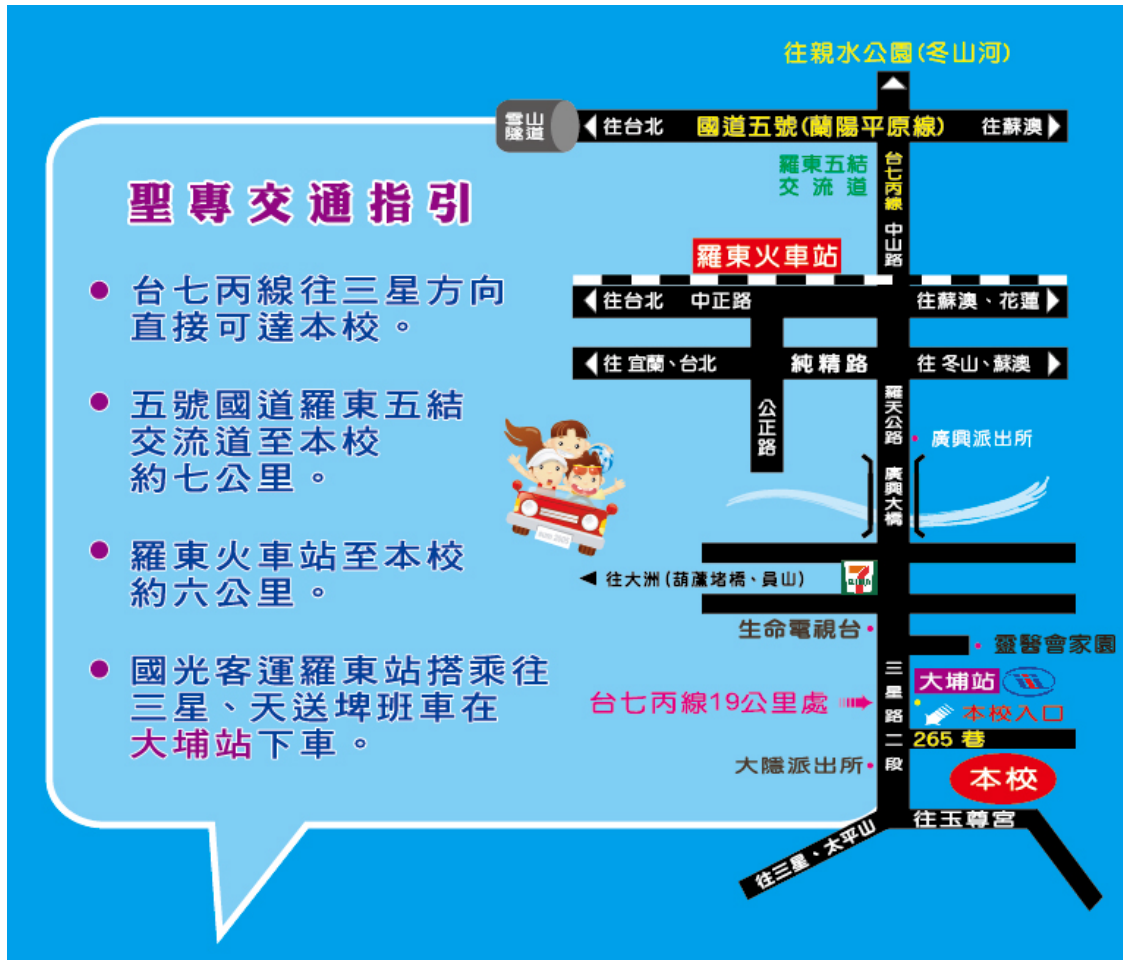 往親水公園(冬山河)
雪山
隧道
往台北 國道五號(蘭陽平原線) 往蘇澳
羅東五結
交流道
台七丙線
中山路
羅東火車站
往台北 中正路 往蘇澳、花蓮
往 宜蘭、台北 純精路 往 冬山、蘇澳
公正路
羅天公路
廣興派出所
廣興大橋
往大洲(葫蘆堵橋、員山)
生命電視台
靈醫會家園
三星路二段
大埔站
台七丙線19公里處
本校入口
265 巷
大隱派出所
本校
往玉尊宮
往三星、太平山
聖專交通指引
台七丙線往三星方向
直接可達本校。
五號國道羅東五結
交流道至本校
約七公里。
羅東火車站至本校
約六公里。
國光客運羅東站搭乘往
三星、天送埤班車在
大埔站下車。